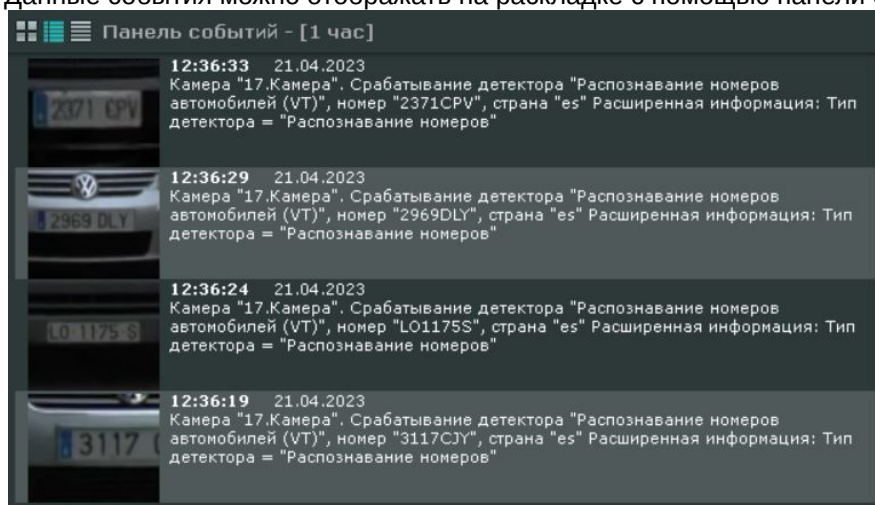 Данные события можно отображать на раскладке с помощью панели
Панель событий - [1 час]
12:36:33 21.04.2023
Камера "17.Камера". Срабатывание детектора "Распознавание номеров
автомобилей (VT)", номер "2371CPV", страна "es" Расширенная информация: Тип
детектора = "Распознавание номеров"
2371 CPV
12:36:29 21.04.2023
Камера "17.Камера". Срабатывание детектора "Распознавание номеров
автомобилей (VT)", номер "2969DLY", страна "es" Расширенная информация: Тип
детектора = "Распознавание номеров"
2969 DLY
12:36:24 21.04.2023
Камера "17.Камера". Срабатывание детектора "Распознавание номеров
автомобилей (VT)", номер "LO1175S", страна "es" Расширенная информация: Тип
детектора = "Распознавание номеров"
LO-1175-S
12:36:19 21.04.2023
Камера "17.Камера". Срабатывание детектора "Распознавание номеров
автомобилей (VT)", номер "3117CJY", страна "es" Расширенная информация: Тип
детектора = "Распознавание номеров"
3117